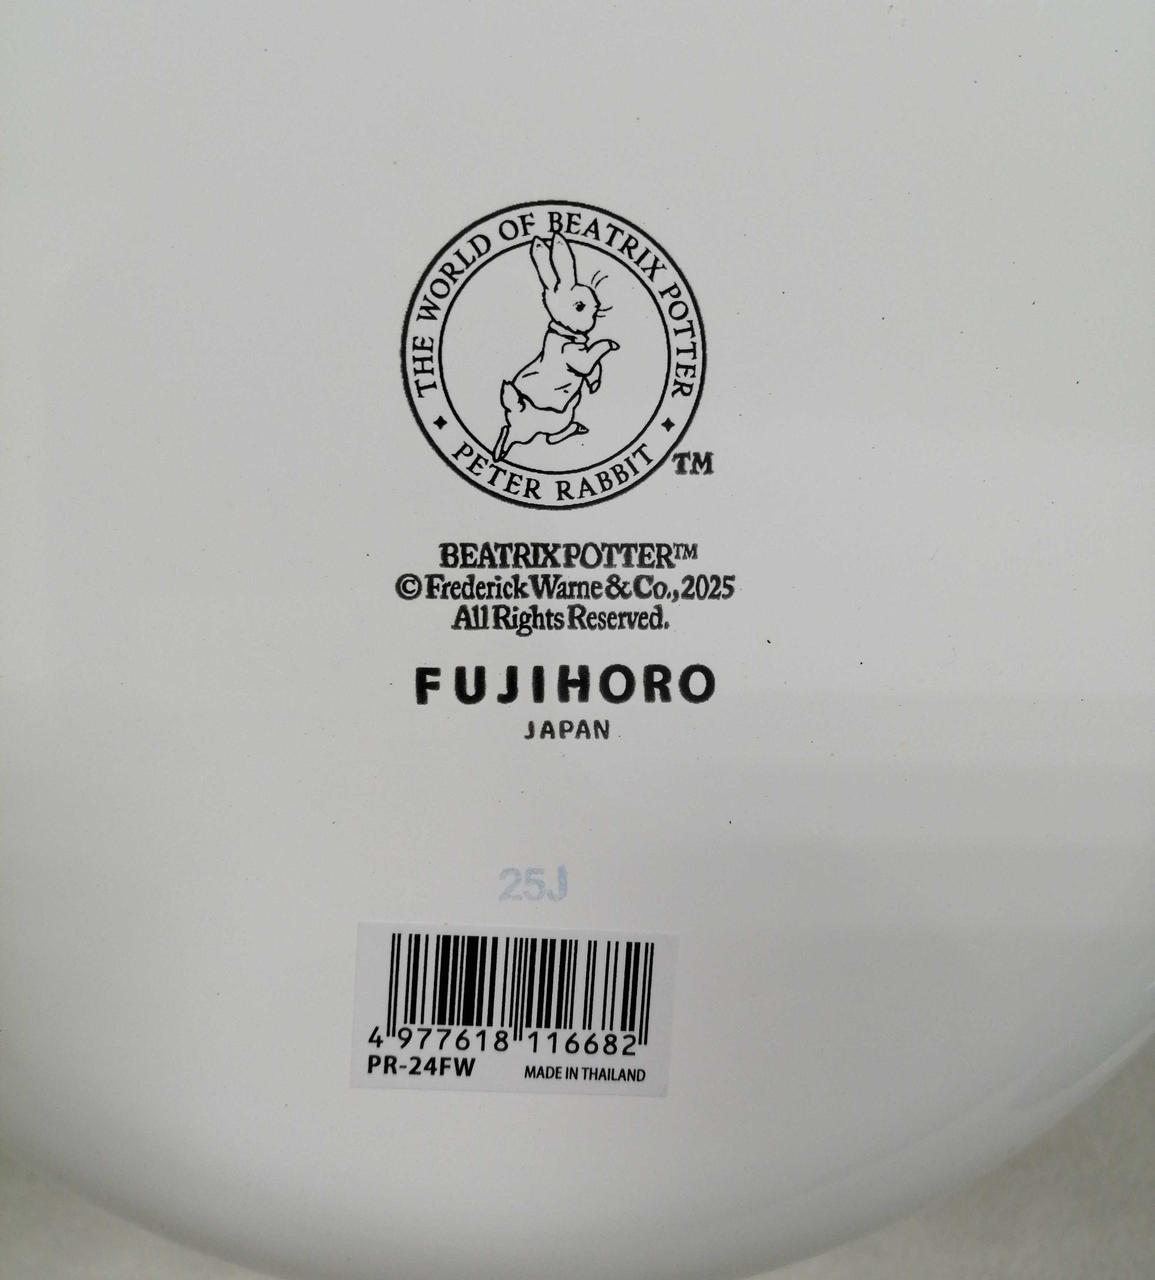 THE WORLD OF BEATRIX POTTER
PETER RABBIT
TM
BEATRIX POTTER™
© Frederick Warne & Co., 2025
All Rights Reserved.
FUJIHORO
JAPAN
25J
4 977618 116682
PR-24FW MADE IN THAILAND